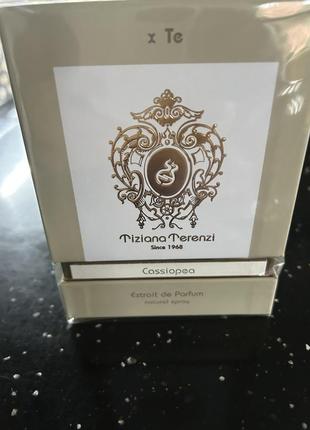 x Te
Tiziana Terenzi
Since 1968
Cassiopea
Extrait de Parfum
natural spray